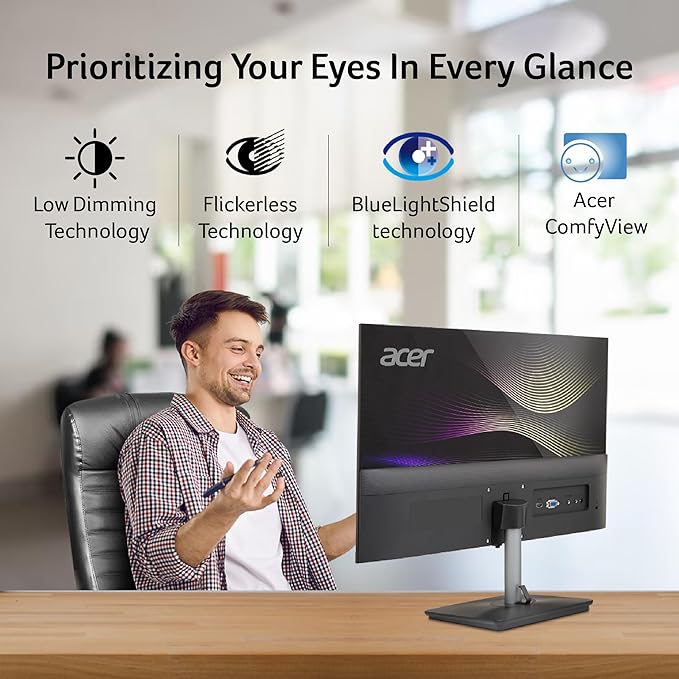 Prioritizing Your Eyes In Every Glance
Low Dimming
Technology
Flickerless
Technology
BlueLightShield
technology
Acer
ComfyView
acer